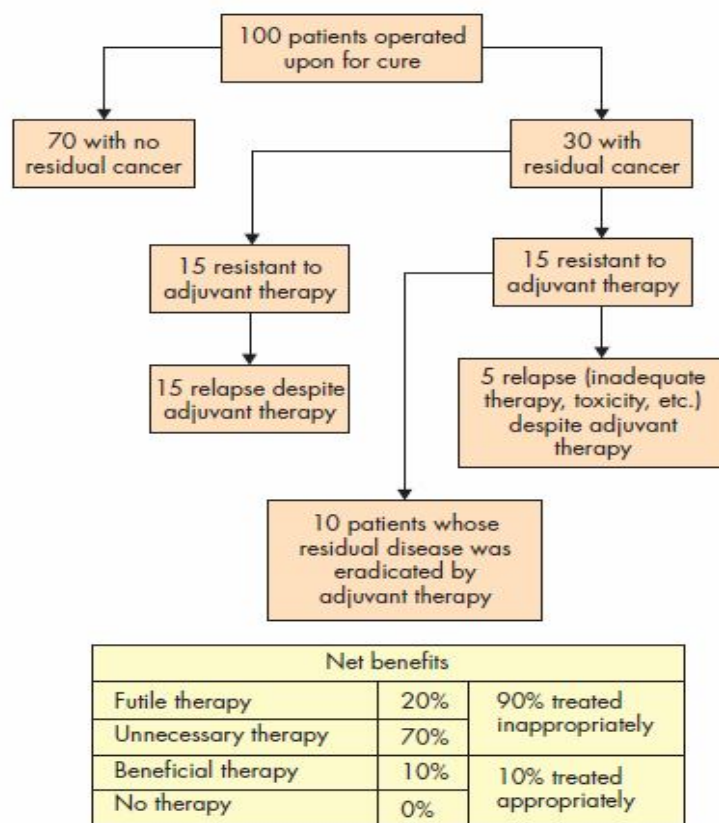 100 patients operated
upon for cure
70 with no
residual cancer
30 with
residual cancer
15 resistant to
adjuvant therapy
15 resistant to
adjuvant therapy
15 relapse despite
adjuvant therapy
5 relapse (inadequate
therapy, toxicity, etc.)
despite adjuvant
therapy
10 patients whose
residual disease was
eradicated by
adjuvant therapy
Net benefits
Futile therapy 20% 90% treated
inappropriately
Unnecessary therapy 70%
Beneficial therapy 10% 10% treated
appropriately
No therapy 0%